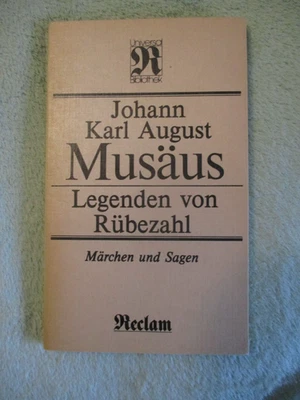 Universal
R
Bibliothek
Johann
Karl August
Musäus
Legenden von
Rübezahl
Märchen und Sagen
Reclam